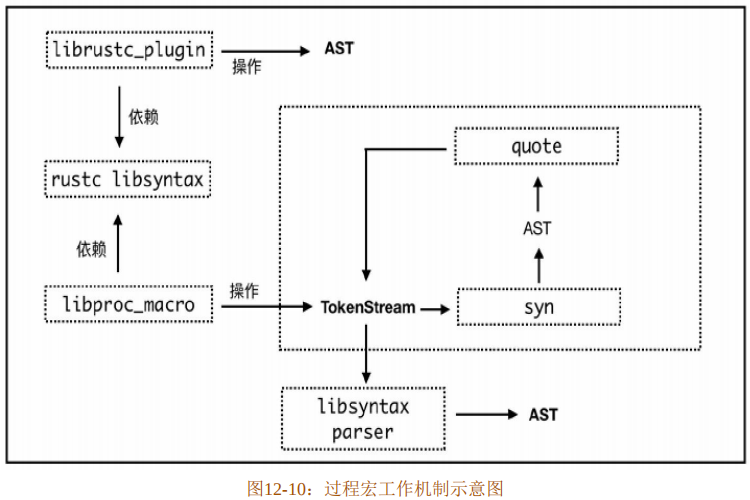 librustc_plugin
操作
AST
依赖
rustc libsyntax
依赖
libproc_macro
操作
quote
AST
TokenStream
syn
libsyntax
parser
AST
图12-10：过程宏工作机制示意图